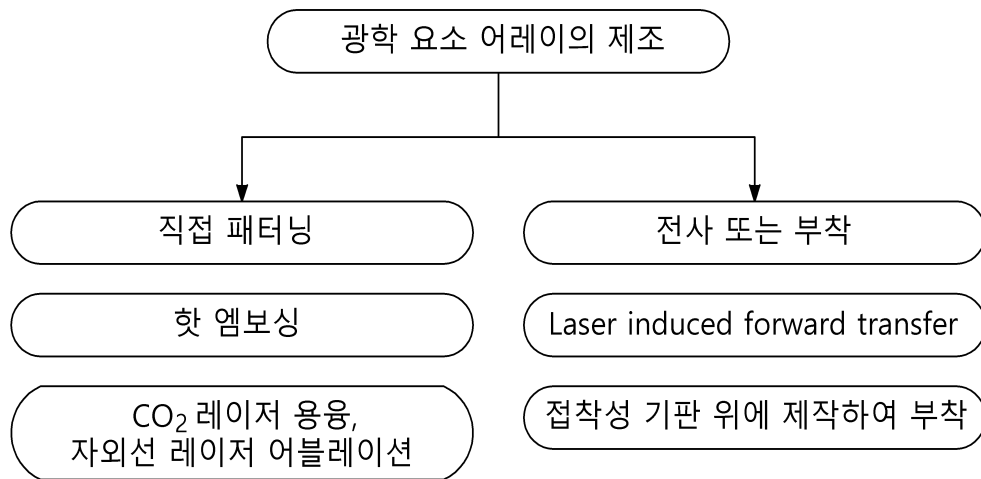 광학 요소 어레이의 제조
직접 패터닝
핫 엠보싱
CO₂ 레이저 용융,
자외선 레이저 어블레이션
전사 또는 부착
Laser induced forward transfer
접착성 기판 위에 제작하여 부착